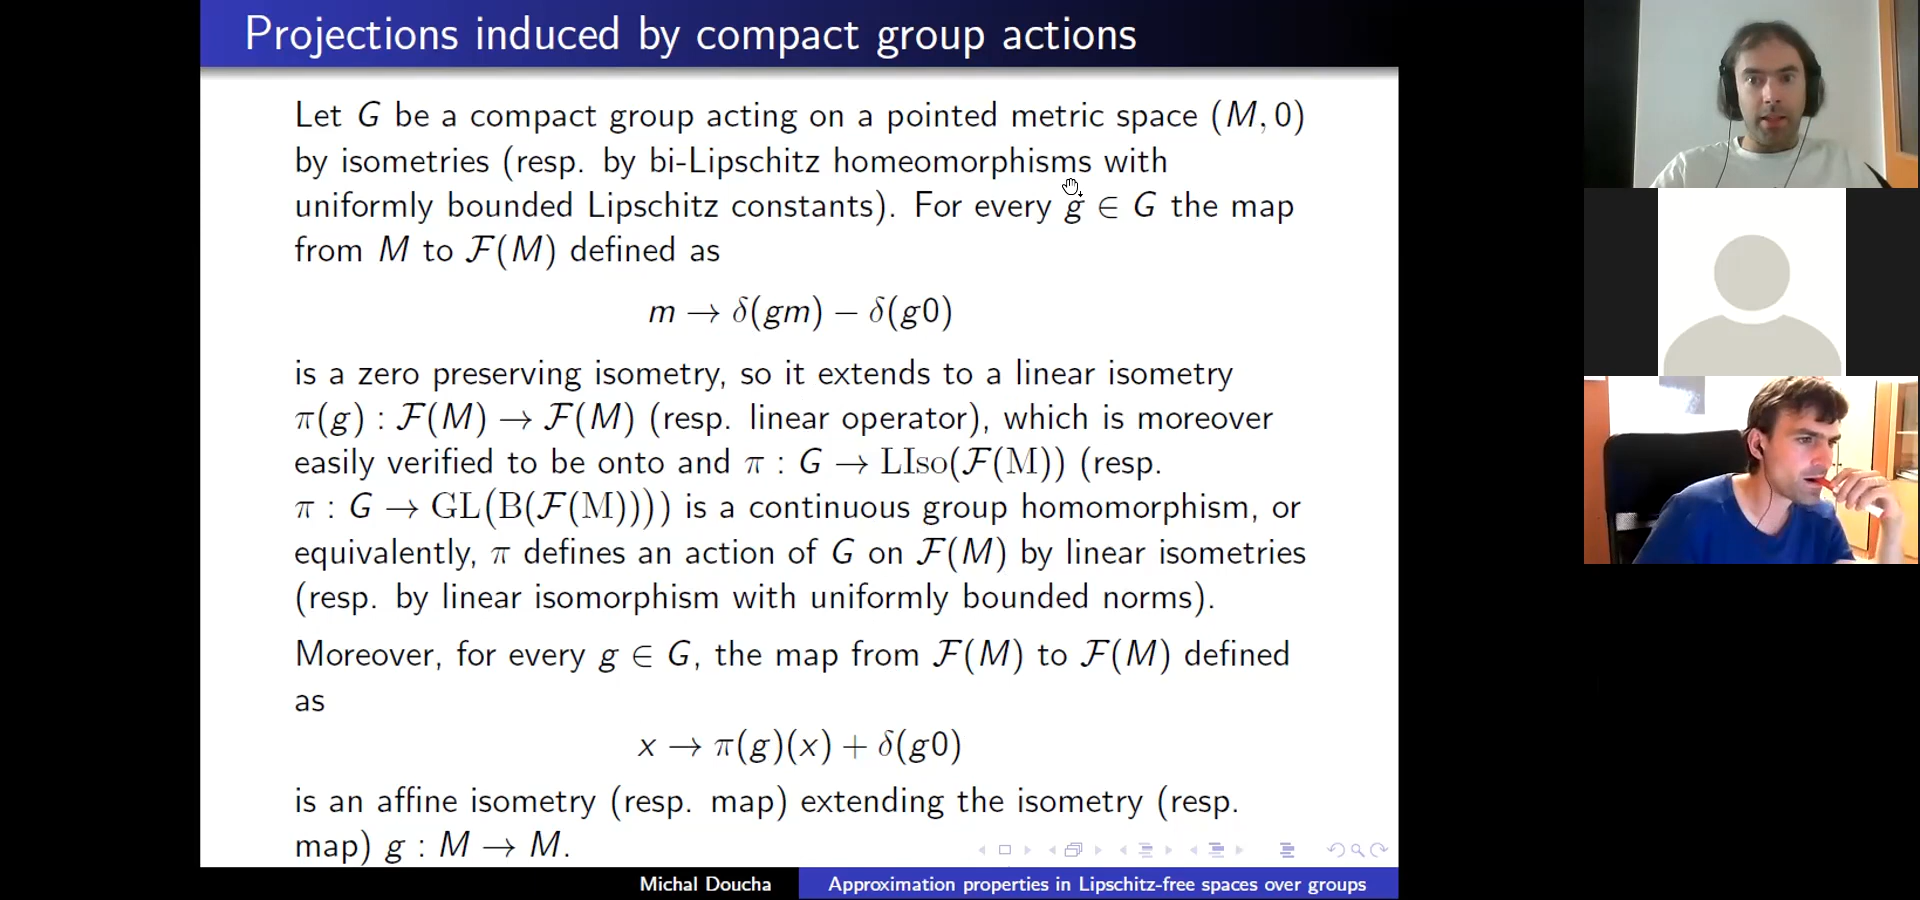 Projections induced by compact group actions
Let G be a compact group acting on a pointed metric space (M, 0)
by isometries (resp. by bi-Lipschitz homeomorphisms with
uniformly bounded Lipschitz constants). For every g ∈ G the map
from M to ℱ(M) defined as
m → δ(gm) − δ(g0)
is a zero preserving isometry, so it extends to a linear isometry
π(g) : ℱ(M) → ℱ(M) (resp. linear operator), which is moreover
easily verified to be onto and π : G → LIso(ℱ(M)) (resp.
π : G → GL(B(ℱ(M)))) is a continuous group homomorphism, or
equivalently, π defines an action of G on ℱ(M) by linear isometries
(resp. by linear isomorphism with uniformly bounded norms).
Moreover, for every g ∈ G, the map from ℱ(M) to ℱ(M) defined
as
x → π(g)(x) + δ(g0)
is an affine isometry (resp. map) extending the isometry (resp.
map) g : M → M.
Michal Doucha
Approximation properties in Lipschitz-free spaces over groups